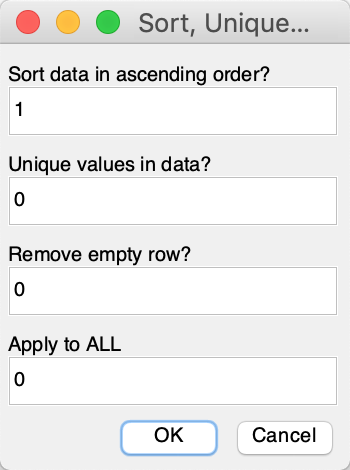 Sort, Unique...
Sort data in ascending order?
1
Unique values in data?
0
Remove empty row?
0
Apply to ALL
0
OK Cancel